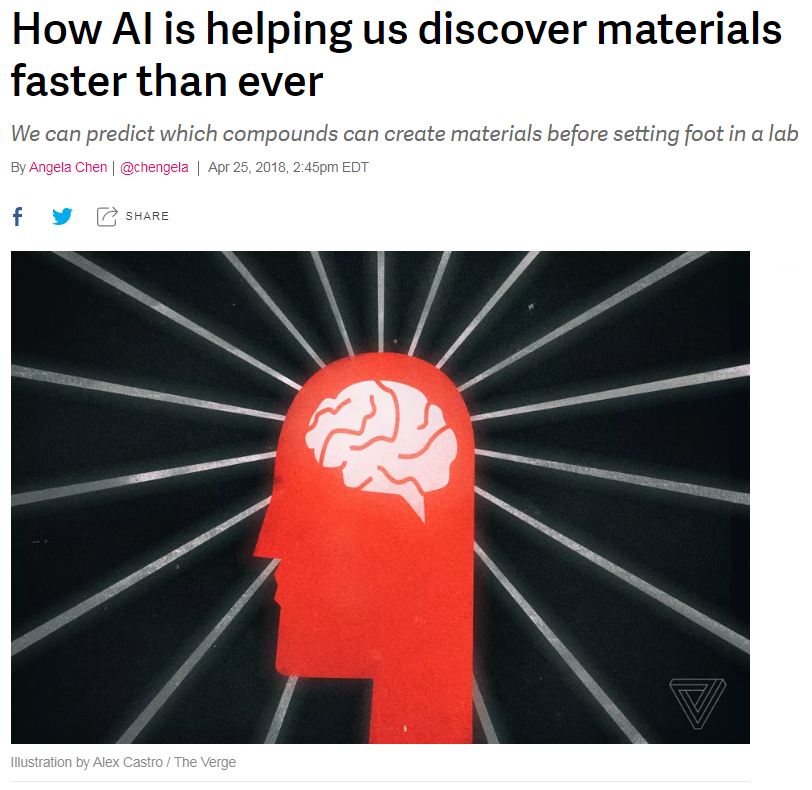 How AI is helping us discover materials
faster than ever
We can predict which compounds can create materials before setting foot in a lab
By Angela Chen | @chengela | Apr 25, 2018, 2:45pm EDT
SHARE
Illustration by Alex Castro / The Verge